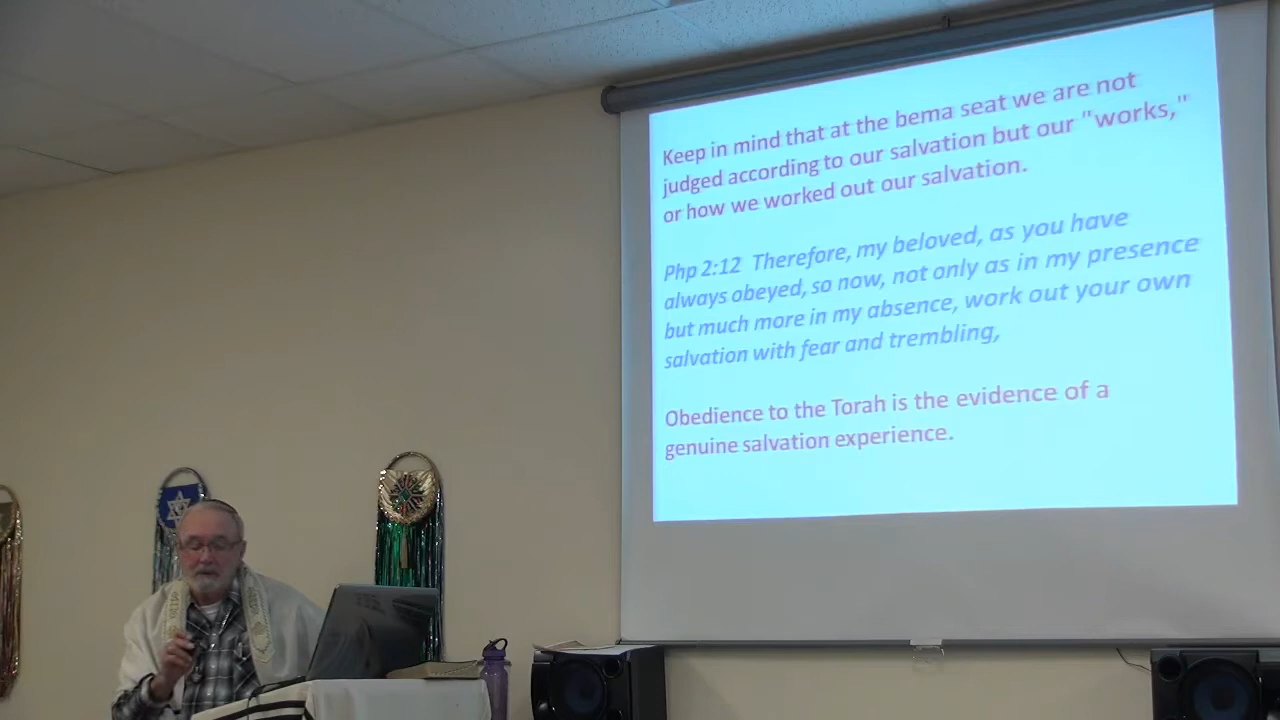 Keep in mind that at the bema seat we are not
judged according to our salvation but our "works,"
or how we worked out our salvation.
Php 2:12 Therefore, my beloved, as you have
always obeyed, so now, not only as in my presence
but much more in my absence, work out your own
salvation with fear and trembling,
Obedience to the Torah is the evidence of a
genuine salvation experience.